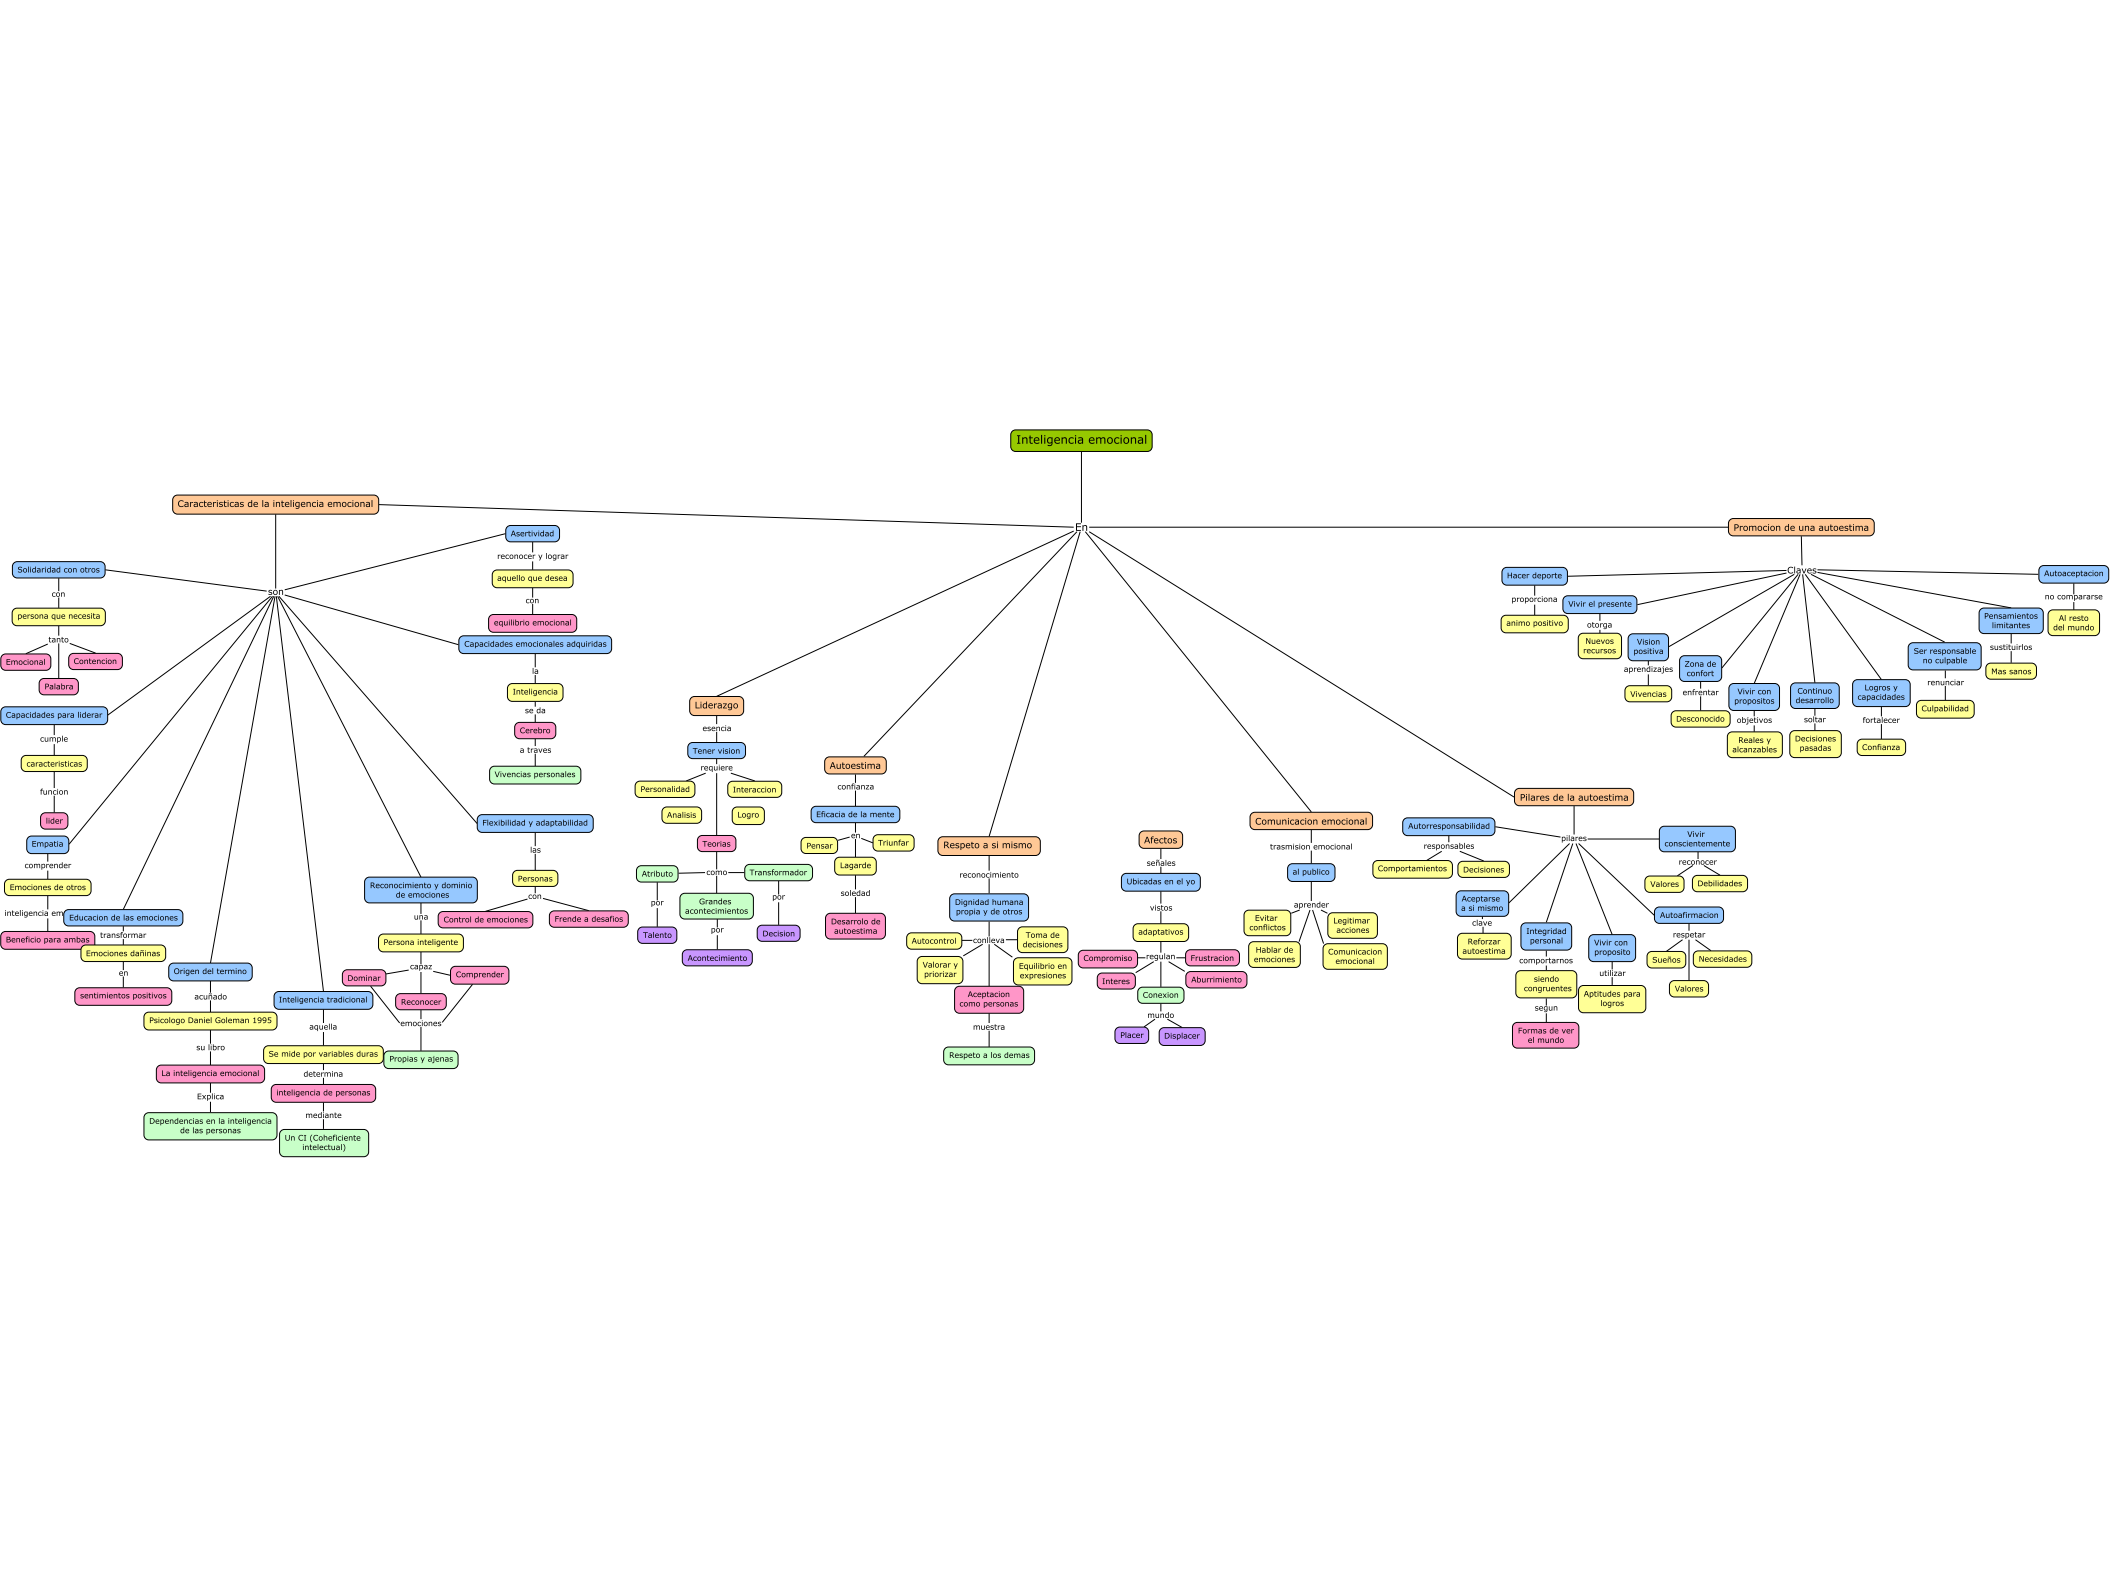 Inteligencia emocional
En
Caracteristicas de la inteligencia emocional
son
Solidaridad con otros
con
persona que necesita
tanto
Emocional
Contencion
Palabra
Capacidades para liderar
cumple
caracteristicas
funcion
lider
Empatia
comprender
Emociones de otros
inteligencia em
Beneficio para ambas
Educacion de las emociones
transformar
Emociones dañinas
en
sentimientos positivos
Origen del termino
acuñado
Psicologo Daniel Goleman 1995
su libro
La inteligencia emocional
Explica
Dependencias en la inteligencia
de las personas
Inteligencia tradicional
aquella
Se mide por variables duras
determina
inteligencia de personas
mediante
Un CI (Coheficiente
intelectual)
Reconocimiento y dominio
de emociones
una
Persona inteligente
capaz
Dominar
Comprender
Reconocer
emociones
Propias y ajenas
Asertividad
reconocer y lograr
aquello que desea
con
equilibrio emocional
Capacidades emocionales adquiridas
la
Inteligencia
se da
Cerebro
a traves
Vivencias personales
Flexibilidad y adaptabilidad
las
Personas
con
Control de emociones
Frende a desafios
Liderazgo
esencia
Tener vision
requiere
Personalidad
Interaccion
Analisis
Logro
Teorias
como
Atributo
Transformador
por
por
Grandes
acontecimientos
por
Talento
Decision
Acontecimiento
Autoestima
confianza
Eficacia de la mente
en
Pensar
Triunfar
Lagarde
soledad
Desarrolo de
autoestima
Respeto a si mismo
reconocimiento
Dignidad humana
propia y de otros
conlleva
Autocontrol
Toma de
decisiones
Valorar y
priorizar
Equilibrio en
expresiones
Aceptacion
como personas
muestra
Respeto a los demas
Afectos
señales
Ubicadas en el yo
vistos
adaptativos
regulan
Compromiso
Frustracion
Interes
Aburrimiento
Conexion
mundo
Placer
Displacer
Comunicacion emocional
trasmision emocional
al publico
aprender
Evitar
conflictos
Legitimar
acciones
Hablar de
emociones
Comunicacion
emocional
Pilares de la autoestima
pilares
Autorresponsabilidad
responsables
Comportamientos
Decisiones
Vivir
conscientemente
reconocer
Valores
Debilidades
Aceptarse
a si mismo
clave
Reforzar
autoestima
Integridad
personal
comportarnos
siendo
congruentes
segun
Formas de ver
el mundo
Vivir con
proposito
utilizar
Aptitudes para
logros
Autoafirmacion
respetar
Sueños
Necesidades
Valores
Promocion de una autoestima
Claves
Hacer deporte
proporciona
animo positivo
Vivir el presente
otorga
Nuevos
recursos
Vision
positiva
aprendizajes
Vivencias
Zona de
confort
enfrentar
Desconocido
Vivir con
propositos
objetivos
Reales y
alcanzables
Continuo
desarrollo
soltar
Decisiones
pasadas
Logros y
capacidades
fortalecer
Confianza
Ser responsable
no culpable
renunciar
Culpabilidad
Pensamientos
limitantes
sustituirlos
Mas sanos
Autoaceptacion
no compararse
Al resto
del mundo